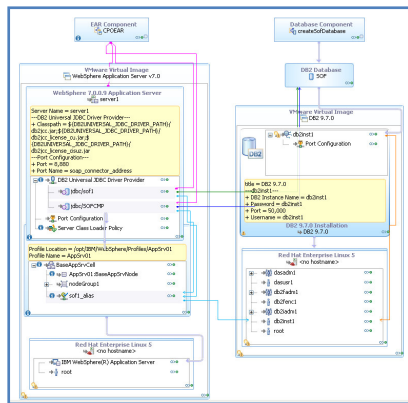 EAR Component
CPOEAR
Database Component
createSofDatabase
VMware Virtual Image
WebSphere Application Server v7.0
WebSphere 7.0.0.9 Application Server
server1
Server Name = server1
---DB2 Universal JDBC Driver Provider---
+ Classpath = ${DB2UNIVERSAL_JDBC_DRIVER_PATH}/
db2jcc.jar;${UNIVERSAL_JDBC_DRIVER_PATH}/
db2jcc_license_cu.jar;$
{DB2UNIVERSAL_JDBC_DRIVER_PATH}/
db2jcc_license_cisuz.jar
---Port Configuration---
+ Port = 8,880
+ Port Name = soap_connector_address
DB2 Universal JDBC Driver Provider
jdbc/sof1
jdbc/SOFCMP
Port Configuration
Server Class Loader Policy
Profile Location = /opt/IBM/WebSphere/Profiles/AppSrv01
Profile Name = AppSrv01
BaseAppSrvCell
AppSrv01:BaseAppSrvNode
nodeGroup1
sof1_alias
Red Hat Enterprise Linux 5
<no hostname>
IBM WebSphere(R) Application Server
root
DB2 Database
SOF
VMware Virtual Image
DB2 9.7.0
DB2
db2inst1
Port Configuration
title = DB2 9.7.0
---db2inst1---
+ DB2 Instance Name = db2inst1
+ Password = db2inst1
+ Port = 50,000
+ Username = db2inst1
DB2 9.7.0 Installation
DB2 9.7.0
Red Hat Enterprise Linux 5
<no hostname>
dasadm1
dasusr1
db2fadm1
db2fenc1
db2iadm1
db2inst1
root